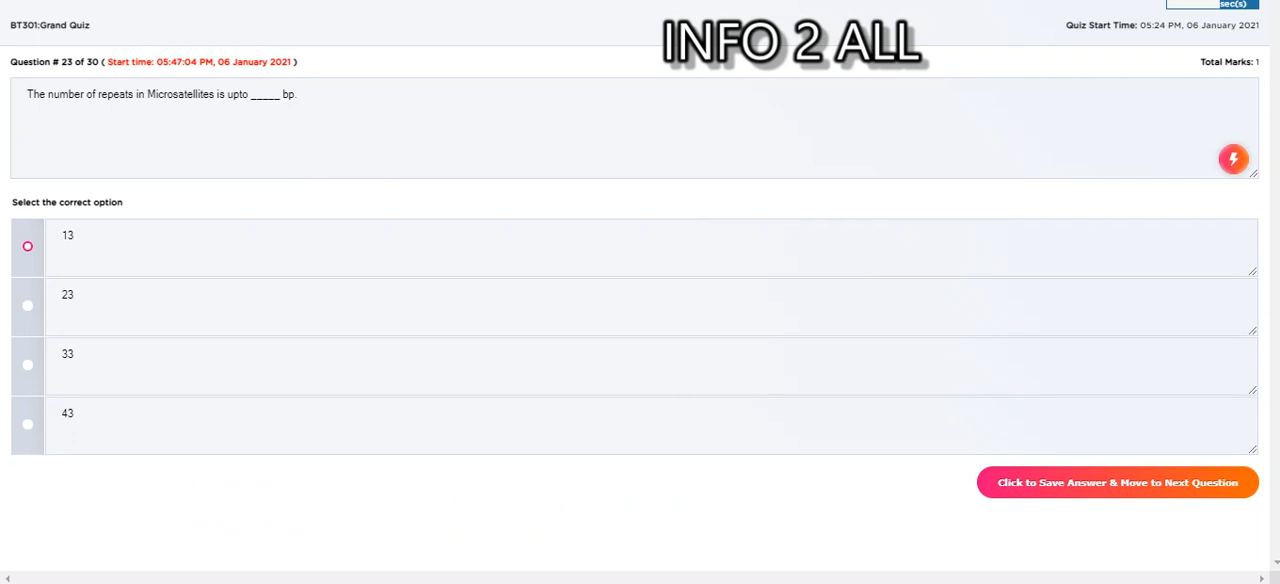 sec(s)
BT301:Grand Quiz
INFO 2 ALL
Quiz Start Time: 05:24 PM, 06 January 2021
Question # 23 of 30 ( Start time: 05:47:04 PM, 06 January 2021 )
Total Marks: 1
The number of repeats in Microsatellites is upto _____ bp.
Select the correct option
13
23
33
43
Click to Save Answer & Move to Next Question